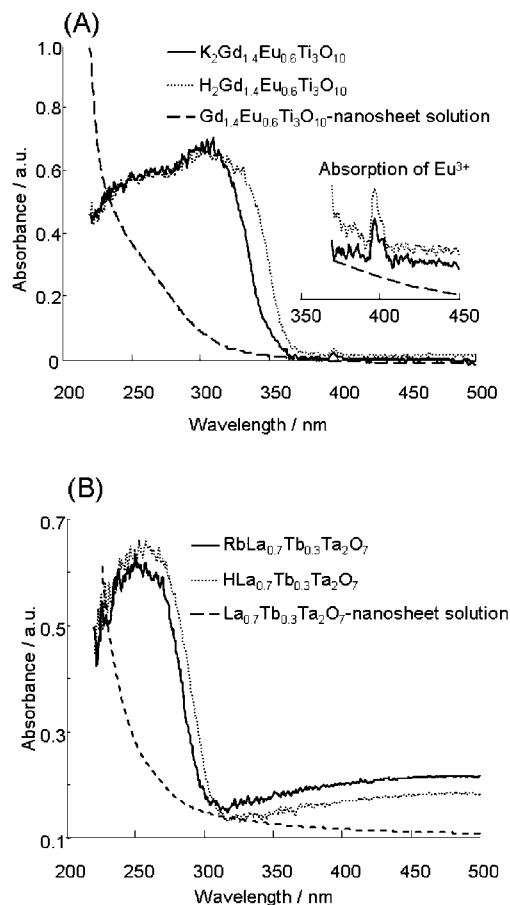 (A)
K₂Gd₁.₄Eu₀.₆Ti₃O₁₀
H₂Gd₁.₄Eu₀.₆Ti₃O₁₀
Gd₁.₄Eu₀.₆Ti₃O₁₀-nanosheet solution
Absorption of Eu³⁺
350 400 450
Absorbance / a.u.
1.0
0.8
0.6
0.4
0.2
0
200 250 300 350 400 450 500
Wavelength / nm
(B)
RbLa₀.₇Tb₀.₃Ta₂O₇
HLa₀.₇Tb₀.₃Ta₂O₇
La₀.₇Tb₀.₃Ta₂O₇-nanosheet solution
Absorbance / a.u.
0.7
0.5
0.3
0.1
200 250 300 350 400 450 500
Wavelength / nm